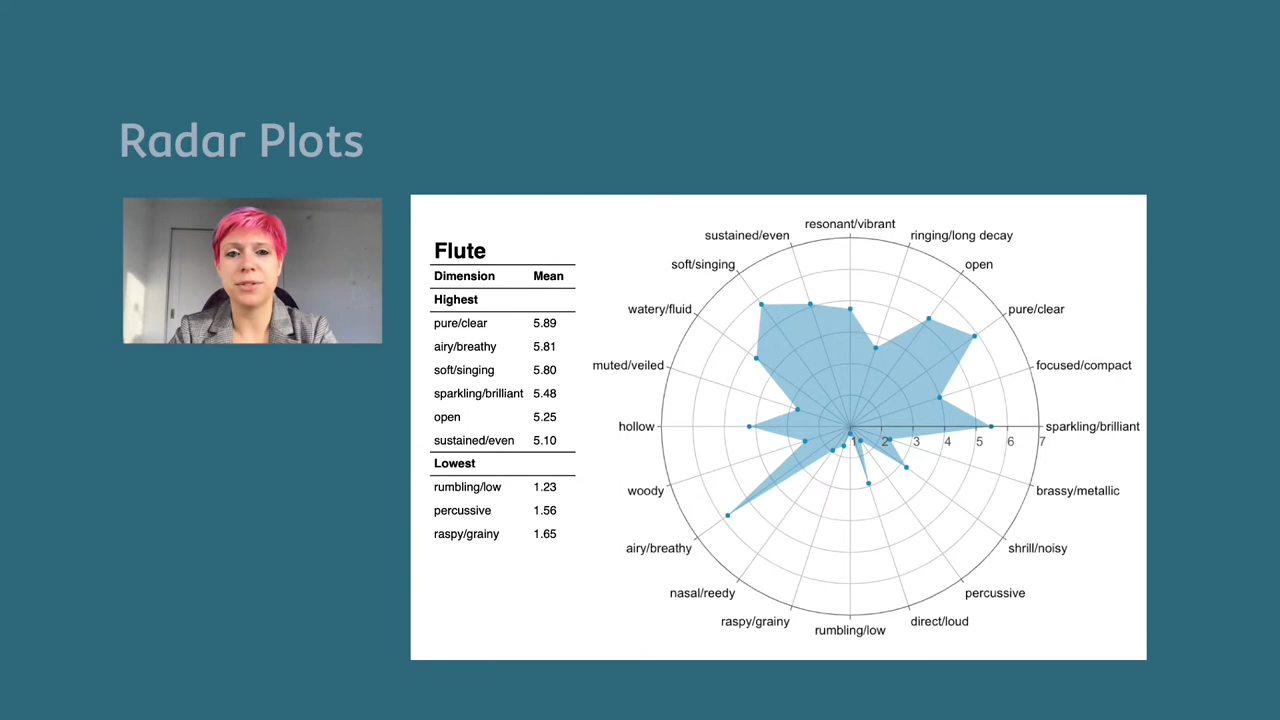 Radar Plots
Flute
Dimension Mean
Highest
pure/clear 5.89
airy/breathy 5.81
soft/singing 5.80
sparkling/brilliant 5.48
open 5.25
sustained/even 5.10
Lowest
rumbling/low 1.23
percussive 1.56
raspy/grainy 1.65
resonant/vibrant
sustained/even
ringing/long decay
soft/singing
open
watery/fluid
pure/clear
muted/veiled
focused/compact
hollow
sparkling/brilliant
1 2 3 4 5 6 7
woody
brassy/metallic
airy/breathy
shrill/noisy
nasal/reedy
percussive
raspy/grainy
direct/loud
rumbling/low